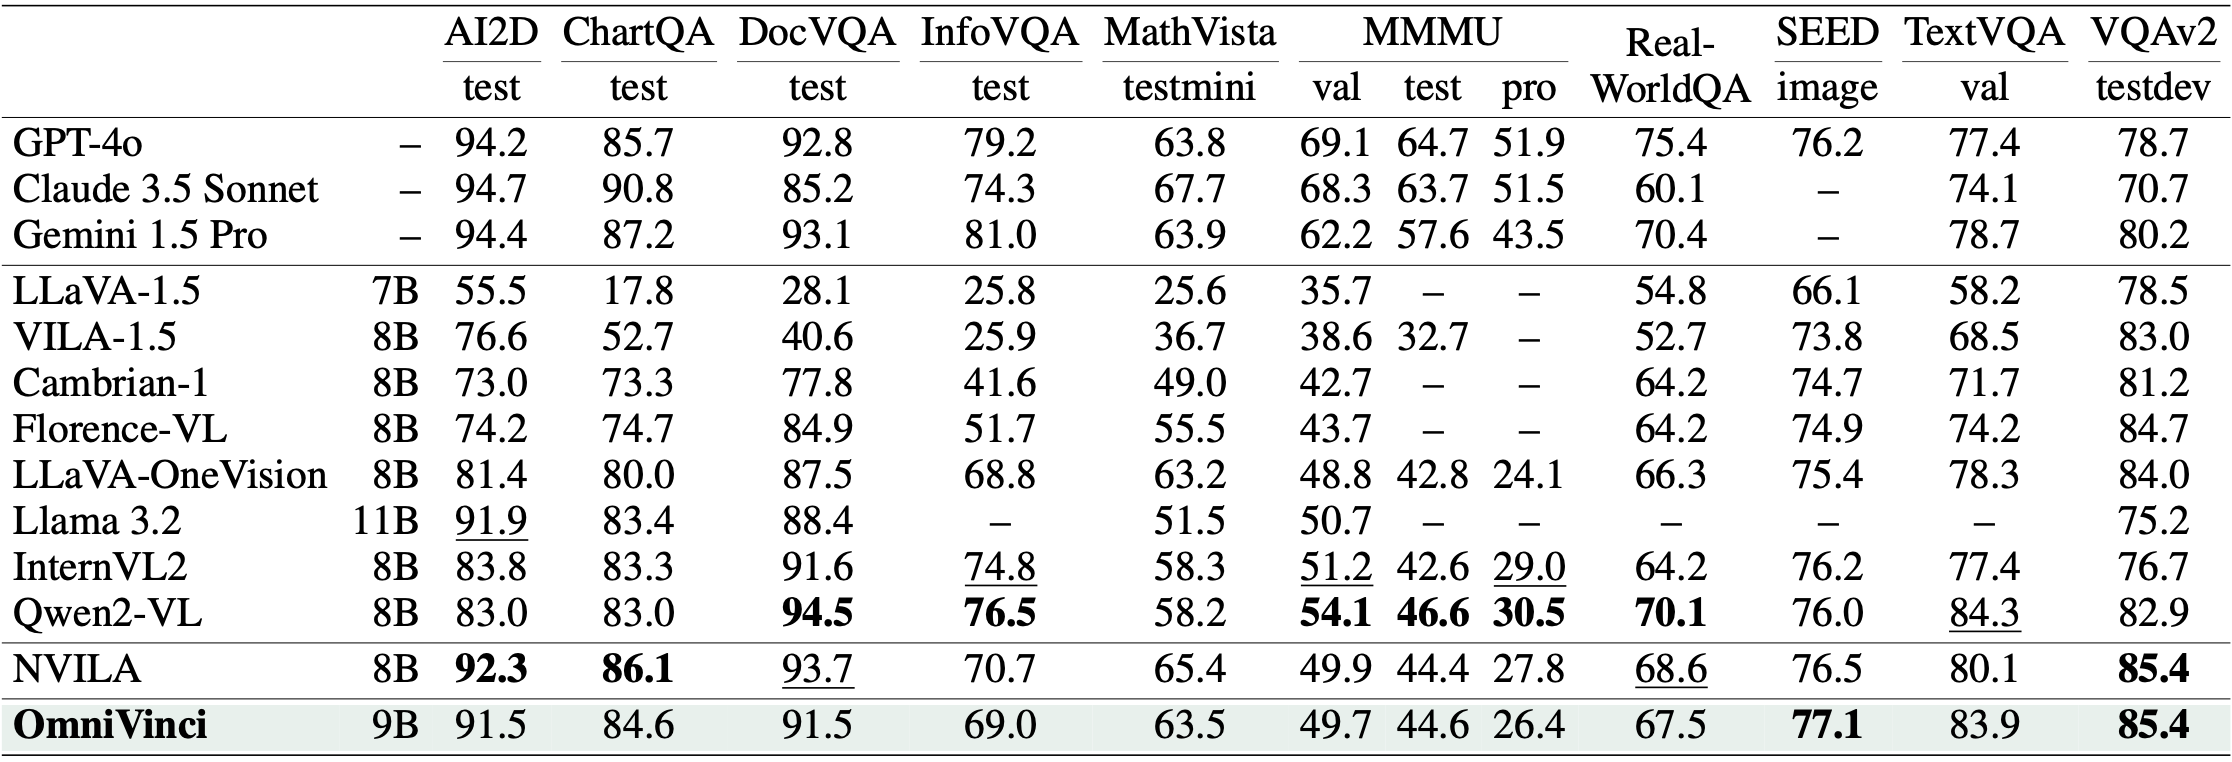 AI2D ChartQA DocVQA InfoVQA MathVista MMMU Real-WorldQA SEED TextVQA VQAv2
test test test test testmini val test pro image val testdev
GPT-4o – 94.2 85.7 92.8 79.2 63.8 69.1 64.7 51.9 75.4 76.2 77.4 78.7
Claude 3.5 Sonnet – 94.7 90.8 85.2 74.3 67.7 68.3 63.7 51.5 60.1 – 74.1 70.7
Gemini 1.5 Pro – 94.4 87.2 93.1 81.0 63.9 62.2 57.6 43.5 70.4 – 78.7 80.2
LLaVA-1.5 7B 55.5 17.8 28.1 25.8 25.6 35.7 – – 54.8 66.1 58.2 78.5
VILA-1.5 8B 76.6 52.7 40.6 25.9 36.7 38.6 32.7 – 52.7 73.8 68.5 83.0
Cambrian-1 8B 73.0 73.3 77.8 41.6 49.0 42.7 – – 64.2 74.7 71.7 81.2
Florence-VL 8B 74.2 74.7 84.9 51.7 55.5 43.7 – – 64.2 74.9 74.2 84.7
LLaVA-OneVision 8B 81.4 80.0 87.5 68.8 63.2 48.8 42.8 24.1 66.3 75.4 78.3 84.0
Llama 3.2 11B 91.9 83.4 88.4 – 51.5 50.7 – – – – – 75.2
InternVL2 8B 83.8 83.3 91.6 74.8 58.3 51.2 42.6 29.0 64.2 76.2 77.4 76.7
Qwen2-VL 8B 83.0 83.0 94.5 76.5 58.2 54.1 46.6 30.5 70.1 76.0 84.3 82.9
NVILA 8B 92.3 86.1 93.7 70.7 65.4 49.9 44.4 27.8 68.6 76.5 80.1 85.4
OmniVinci 9B 91.5 84.6 91.5 69.0 63.5 49.7 44.6 26.4 67.5 77.1 83.9 85.4